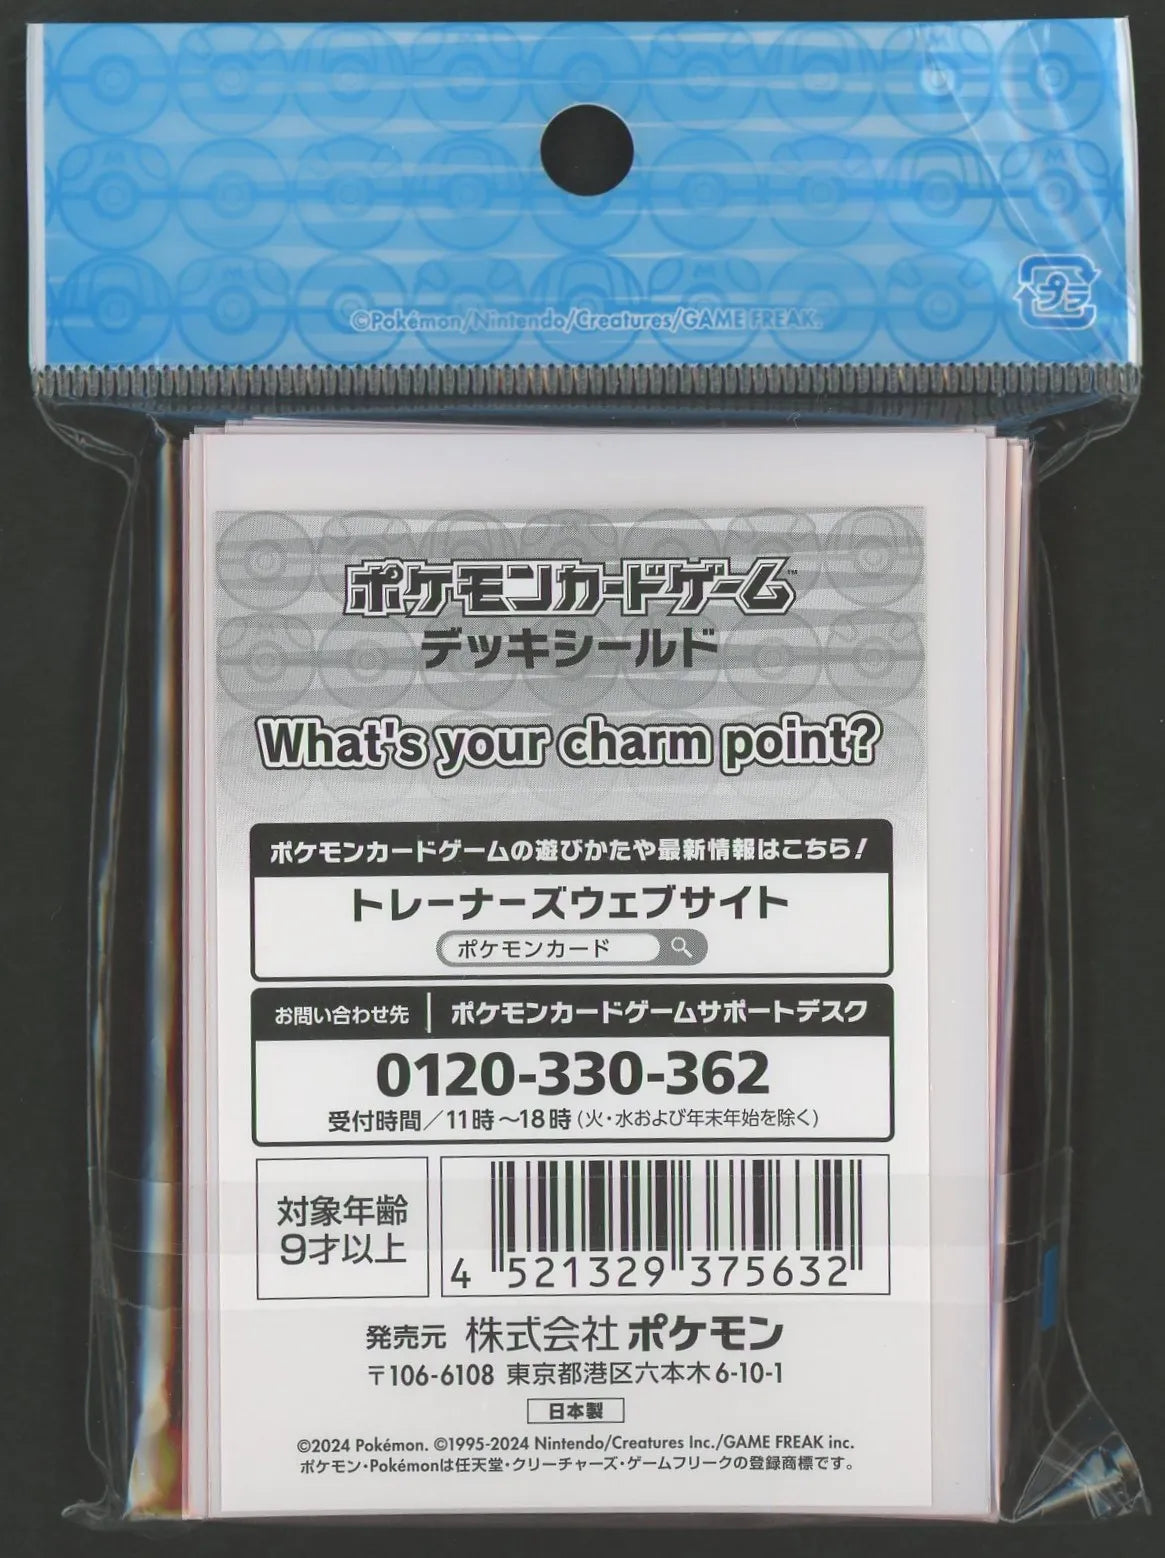 ©Pokémon/Nintendo/Creatures/GAME FREAK.
プラ
ポケモンカードゲーム™
デッキシールド
What's your charm point?
ポケモンカードゲームの遊びかたや最新情報はこちら！
トレーナーズウェブサイト
ポケモンカード
お問い合わせ先 ポケモンカードゲームサポートデスク
0120-330-362
受付時間／11時〜18時(火・水および年末年始を除く)
対象年齢
9才以上
4 521329 375632
発売元 株式会社ポケモン
〒106-6108 東京都港区六本木6-10-1
日本製
©2024 Pokémon. ©1995-2024 Nintendo/Creatures Inc./GAME FREAK inc.
ポケモン・Pokémonは任天堂・クリーチャーズ・ゲームフリークの登録商標です。